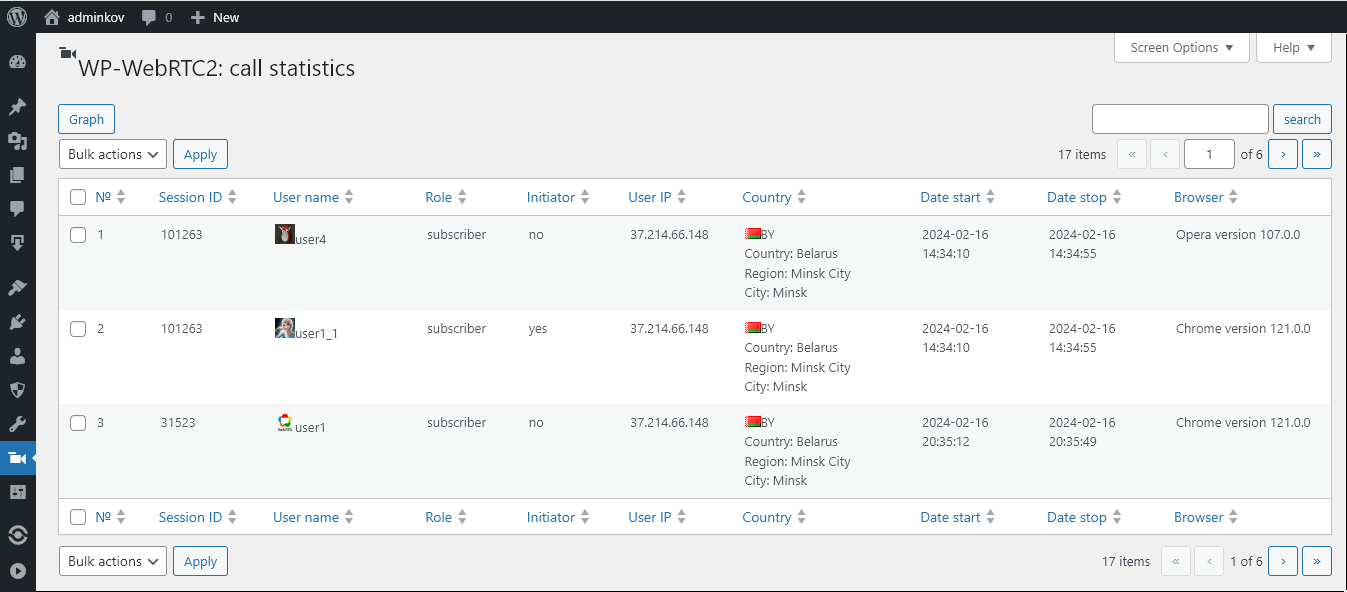 adminkov 0 New
Screen Options Help
WP-WebRTC2: call statistics
Graph search
Bulk actions Apply 17 items « ‹ 1 of 6 › »
Nº Session ID User name Role Initiator User IP Country Date start Date stop Browser
1 101263 user4 subscriber no 37.214.66.148 BY 2024-02-16 2024-02-16 Opera version 107.0.0
Country: Belarus 14:34:10 14:34:55
Region: Minsk City
City: Minsk
2 101263 user1_1 subscriber yes 37.214.66.148 BY 2024-02-16 2024-02-16 Chrome version 121.0.0
Country: Belarus 14:34:10 14:34:55
Region: Minsk City
City: Minsk
3 31523 user1 subscriber no 37.214.66.148 BY 2024-02-16 2024-02-16 Chrome version 121.0.0
Country: Belarus 20:35:12 20:35:49
Region: Minsk City
City: Minsk
Nº Session ID User name Role Initiator User IP Country Date start Date stop Browser
Bulk actions Apply 17 items « ‹ 1 of 6 › »